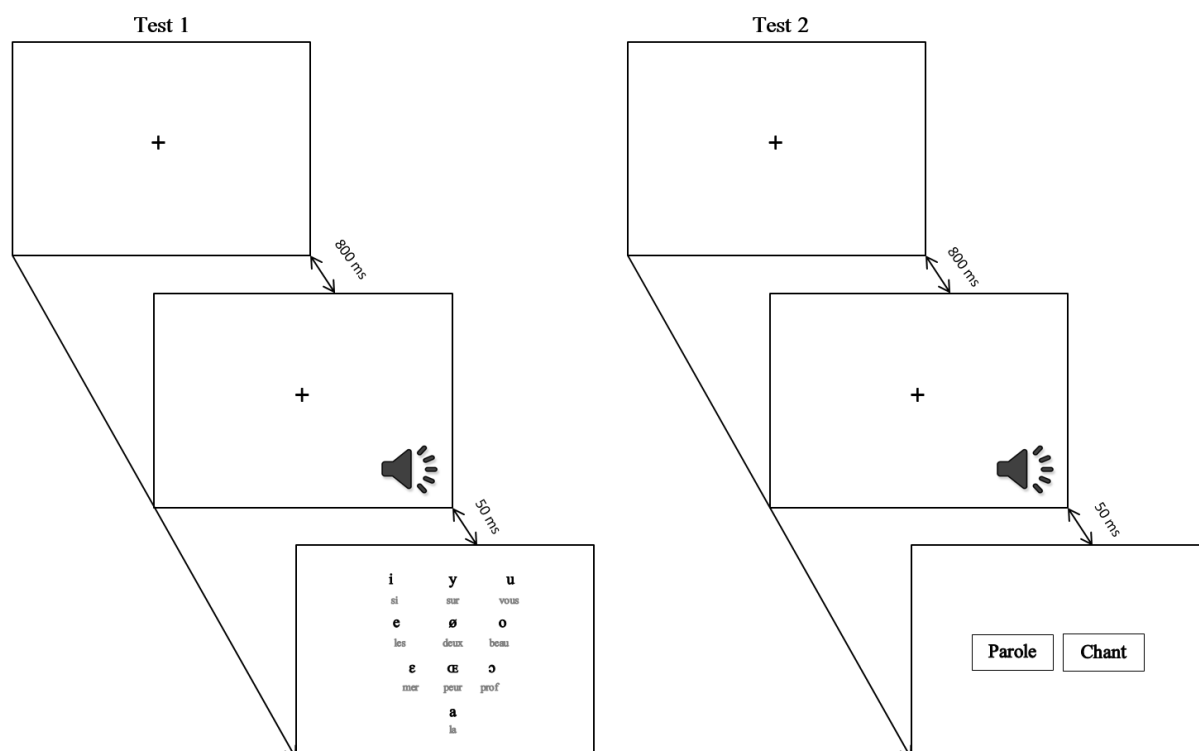 Test 1
+
800 ms
+
50 ms
i y u
si sur vous
e ø o
les deux beau
ɛ œ ɔ
mer peur prof
a
la
Test 2
+
800 ms
+
50 ms
Parole Chant